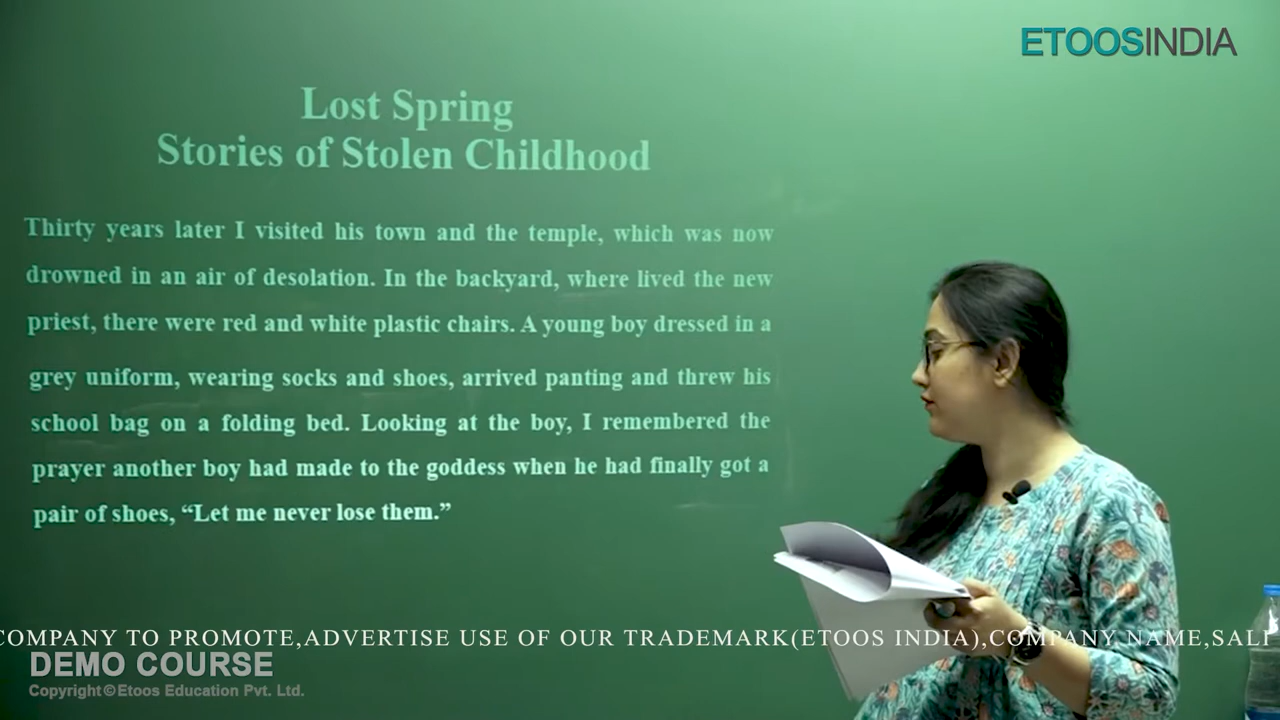 ETOOSINDIA
Lost Spring
Stories of Stolen Childhood
Thirty years later I visited his town and the temple, which was now
drowned in an air of desolation. In the backyard, where lived the new
priest, there were red and white plastic chairs. A young boy dressed in a
grey uniform, wearing socks and shoes, arrived panting and threw his
school bag on a folding bed. Looking at the boy, I remembered the
prayer another boy had made to the goddess when he had finally got a
pair of shoes, “Let me never lose them.”
COMPANY TO PROMOTE,ADVERTISE USE OF OUR TRADEMARK(ETOOS INDIA),COMPANY NAME,
DEMO COURSE
Copyright©Etoos Education Pvt. Ltd.